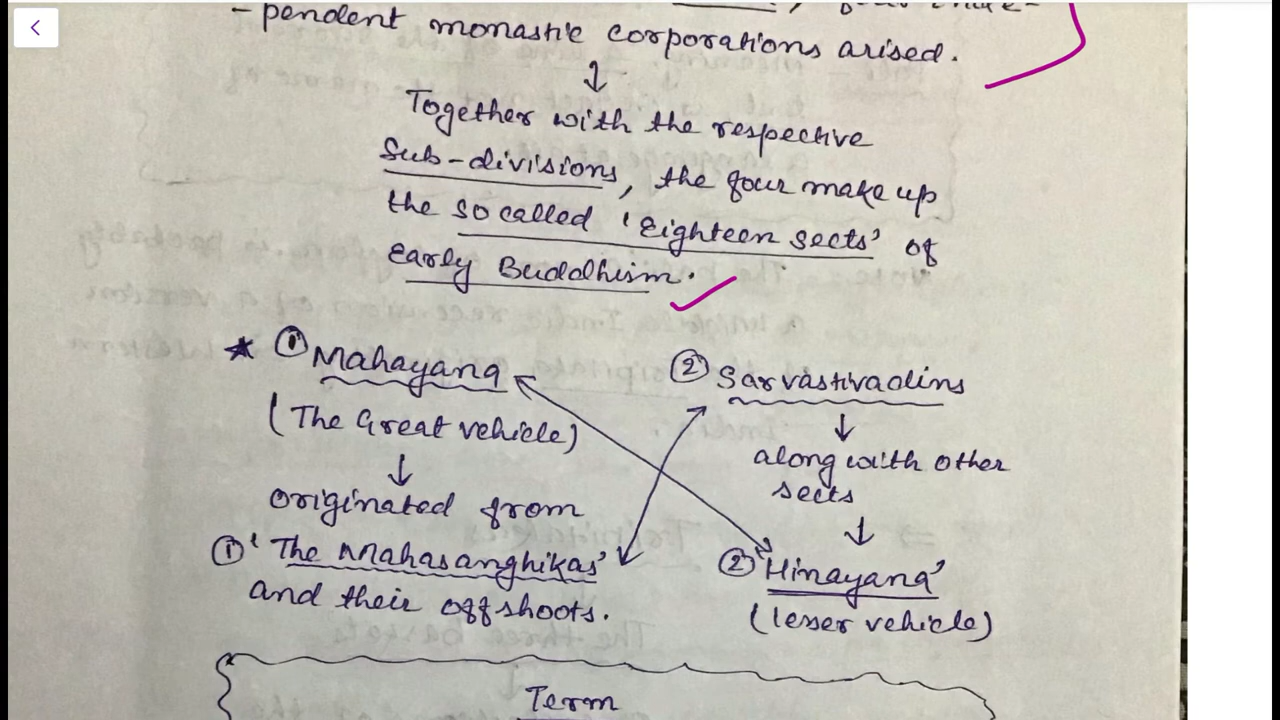 -pendent monastic corporations arised.
↓
Together with the respective
Sub-divisions, the four make up
the so called 'Eighteen sects' of
Early Buddhism.
★ ① Mahayana
(The Great vehicle)
↓
originated from
① 'The Mahasanghikas'
and their offshoots.
② Sarvastivadins
↓
along with other
sects
↓
② 'Hinayana'
(lesser vehicle)
Term